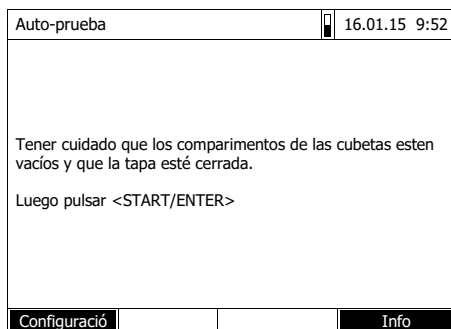 Auto-prueba 16.01.15 9:52
Tener cuidado que los comparimentos de las cubetas esten
vacíos y que la tapa esté cerrada.
Luego pulsar <START/ENTER>
Configuració Info